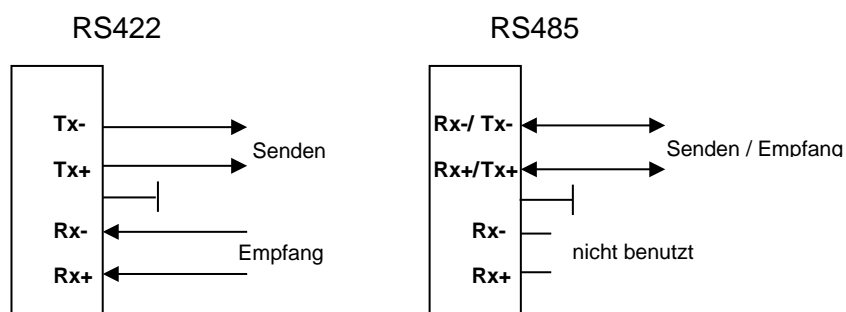 RS422
Tx-
Tx+
Senden
Rx-
Rx+
Empfang
RS485
Rx-/ Tx-
Rx+/Tx+
Senden / Empfang
Rx-
Rx+
nicht benutzt